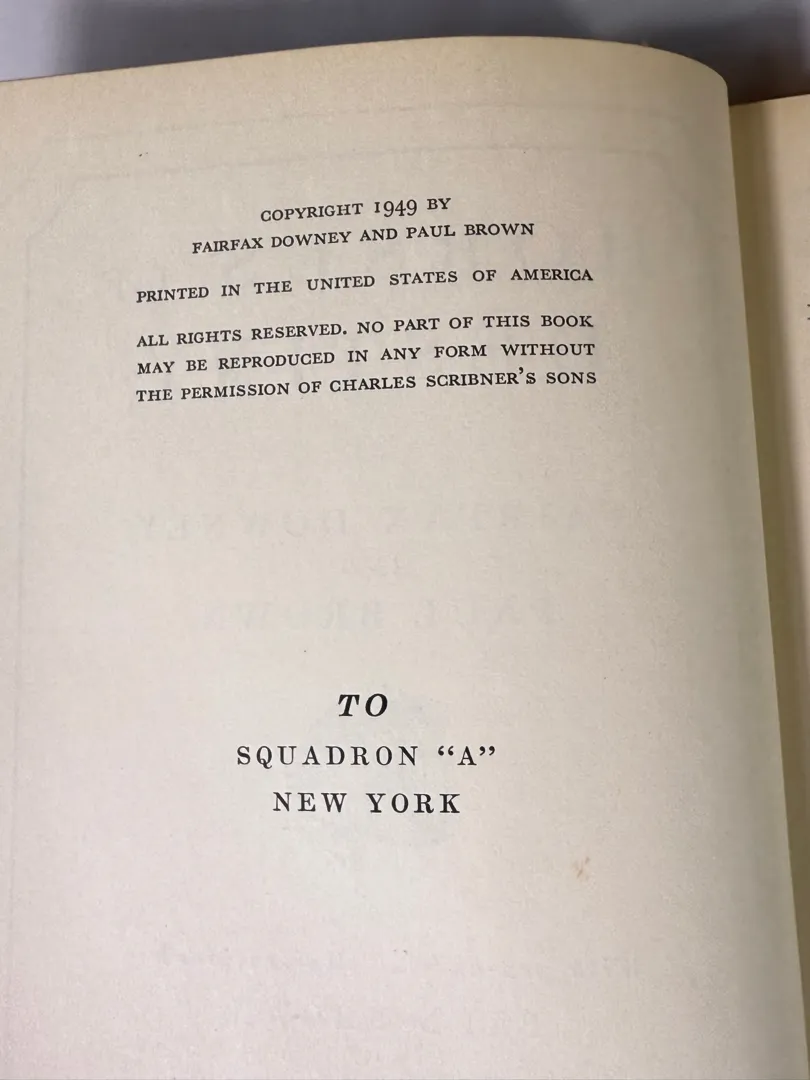 COPYRIGHT 1949 BY
FAIRFAX DOWNEY AND PAUL BROWN
PRINTED IN THE UNITED STATES OF AMERICA
ALL RIGHTS RESERVED. NO PART OF THIS BOOK
MAY BE REPRODUCED IN ANY FORM WITHOUT
THE PERMISSION OF CHARLES SCRIBNER'S SONS
TO
SQUADRON “A”
NEW YORK